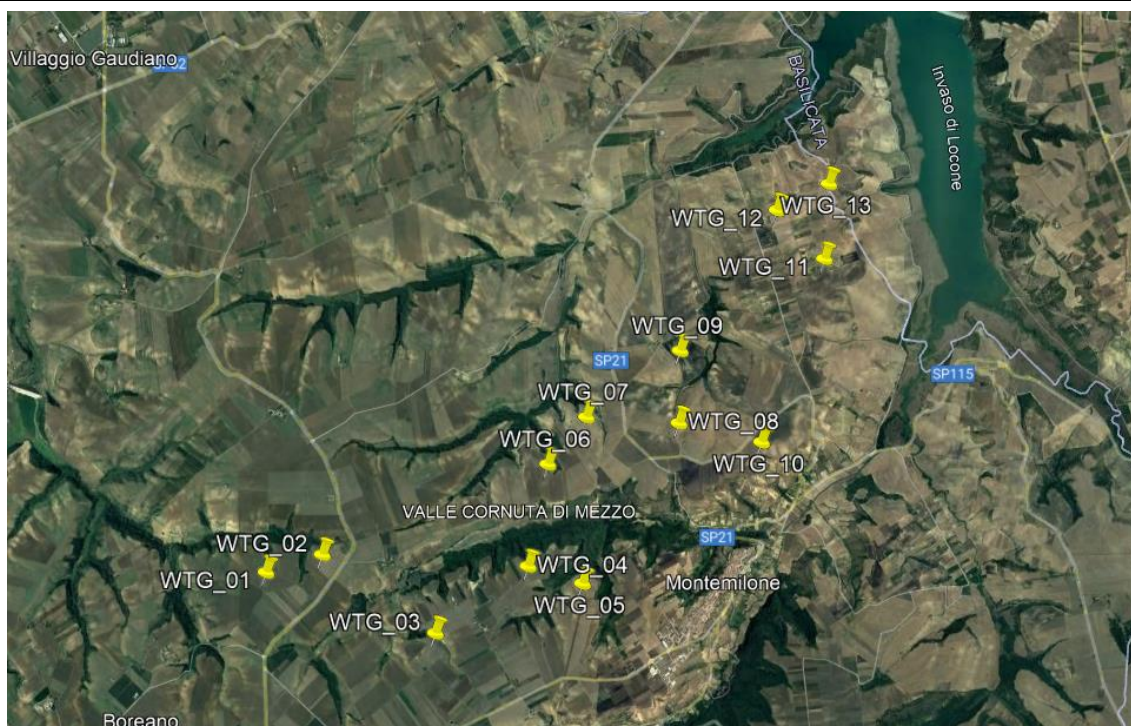 Villaggio Gaudiano
BASILICATA
Invaso di Locone
WTG_12
WTG_13
WTG_11
WTG_09
SP21
SP115
WTG_07
WTG_08
WTG_06
WTG_10
VALLE CORNUTA DI MEZZO
SP21
WTG_02
WTG_01
WTG_04
WTG_05
Montemilone
WTG_03
Boreano